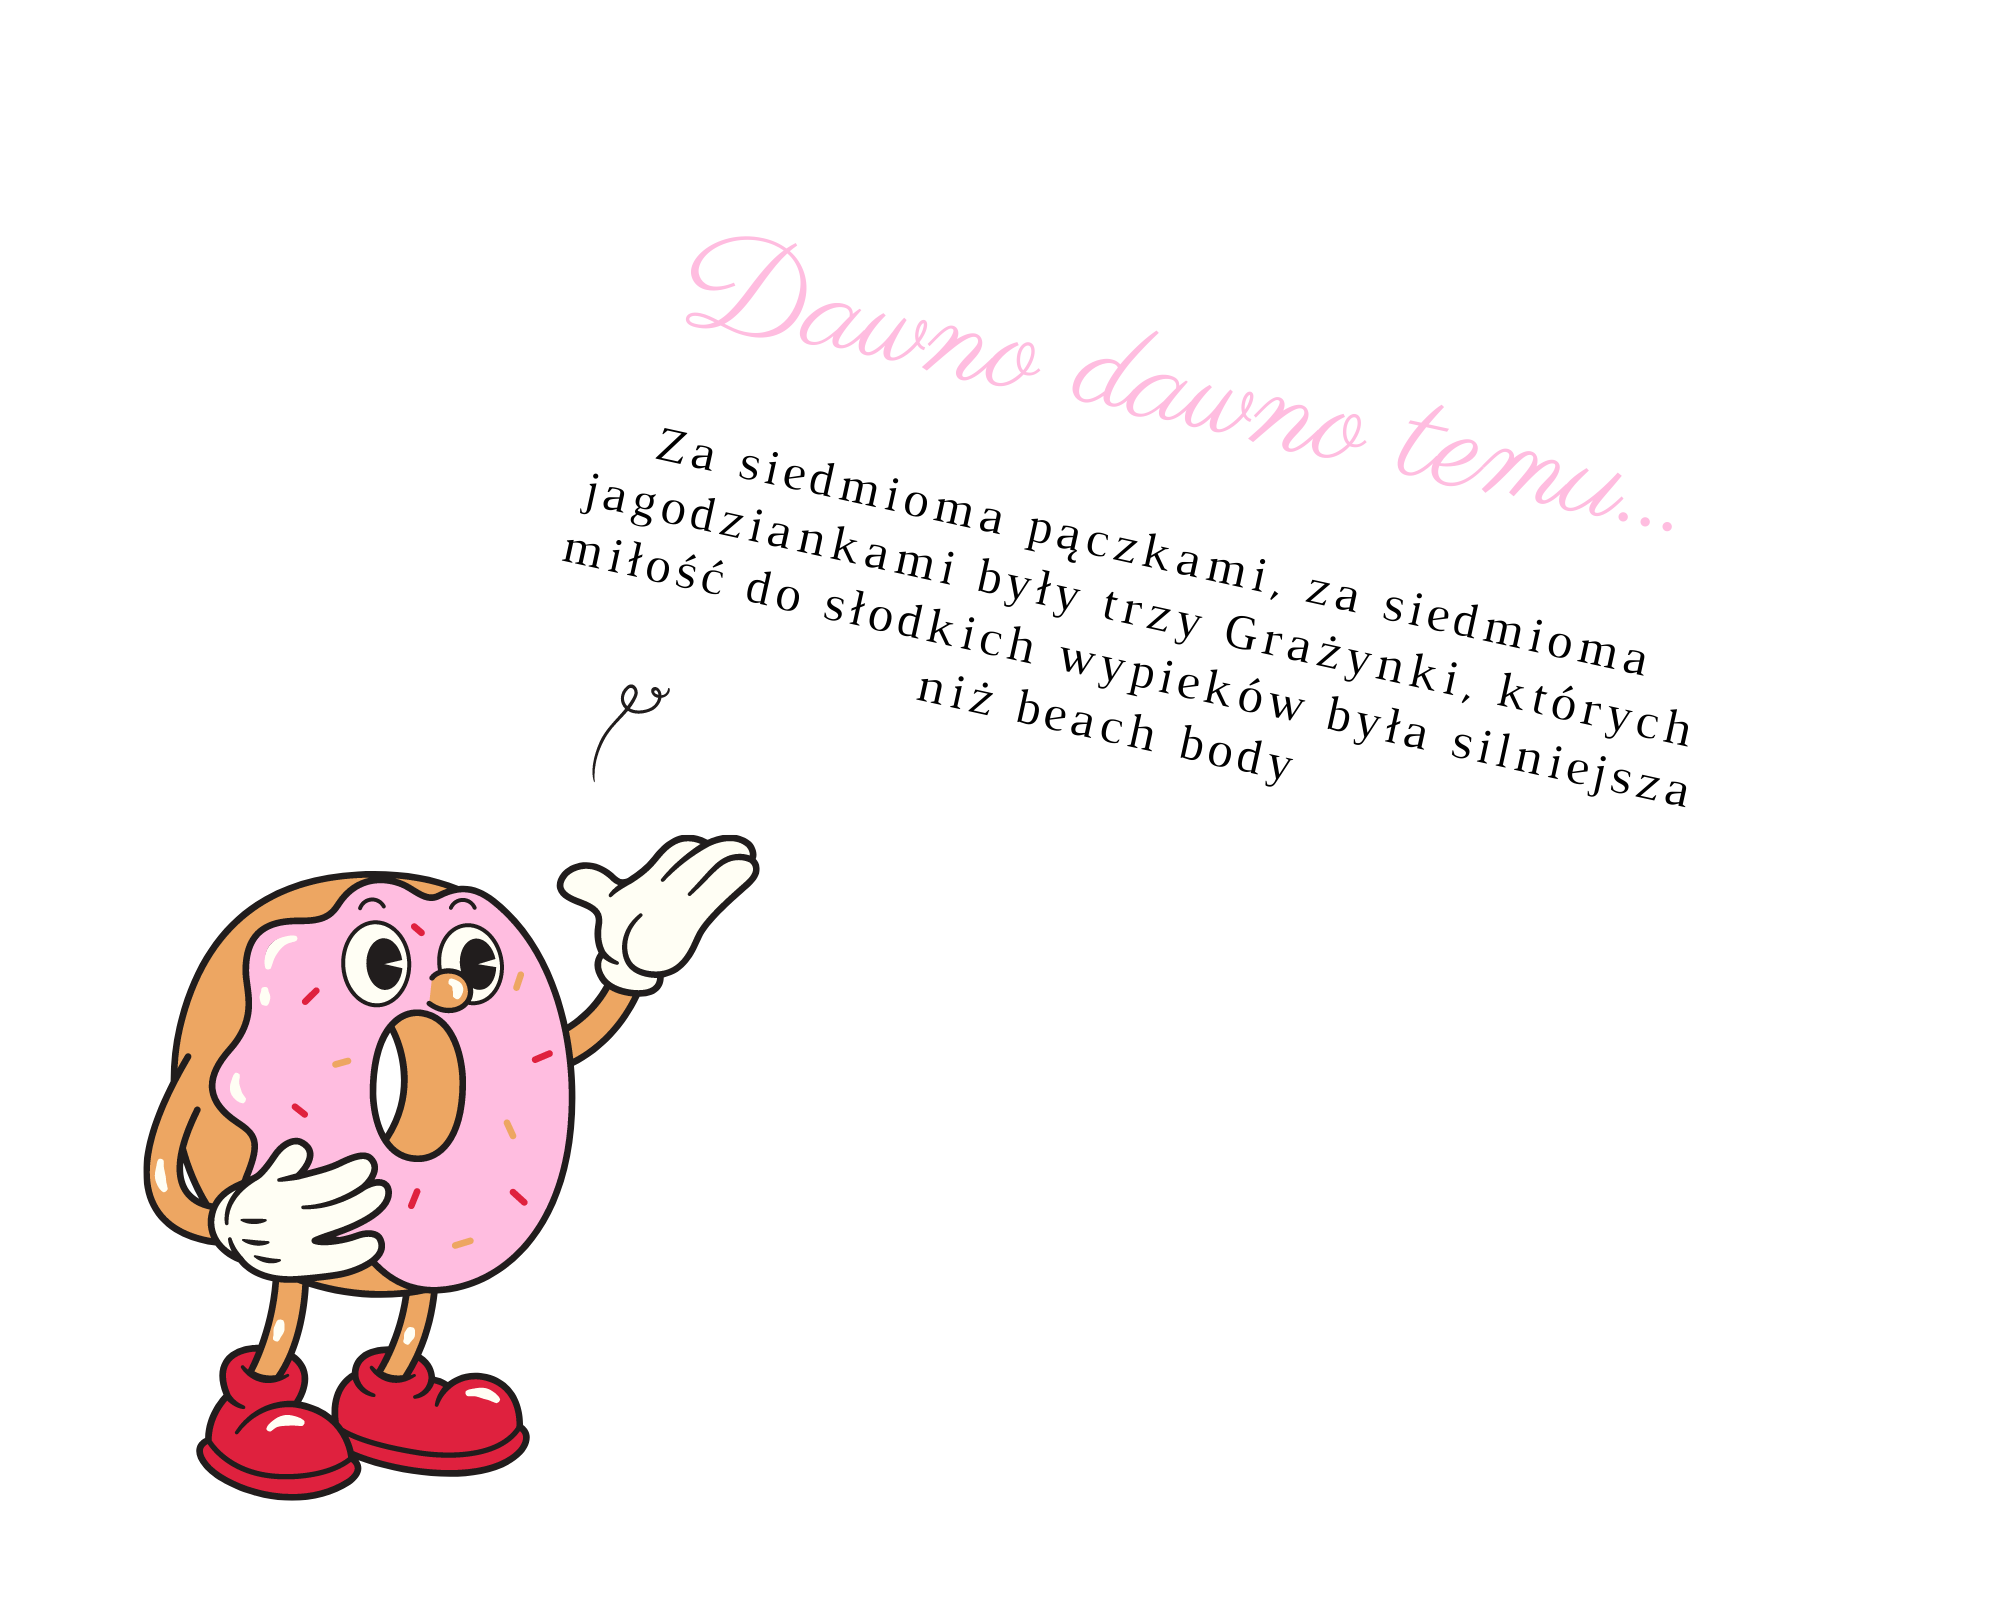 Dawno dawno temu...
Za siedmioma pączkami, za siedmioma
jagodziankami były trzy Grażynki, których
miłość do słodkich wypieków była silniejsza
niż beach body